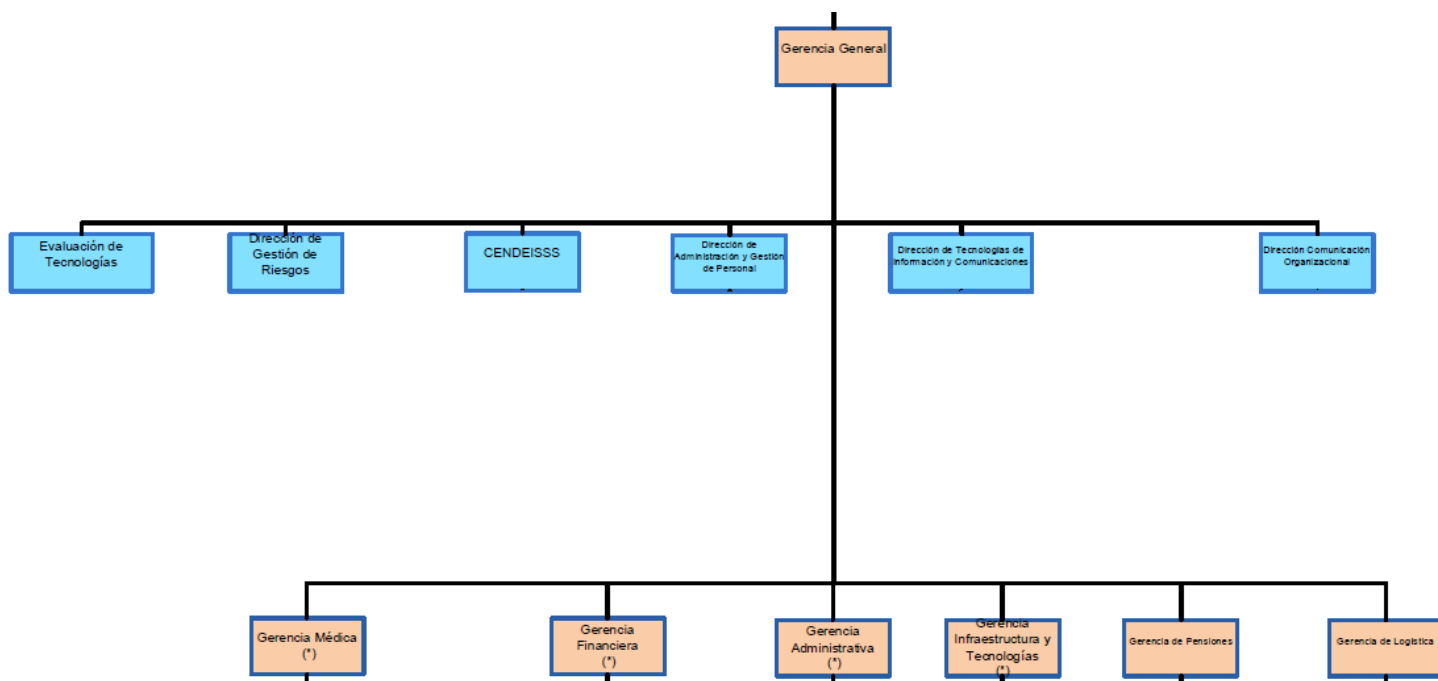 Gerencia General
Evaluación de
Tecnologías
Dirección de
Gestión de
Riesgos
CENDEISSS
Dirección de
Administración y Gestión
de Personal
Dirección de Tecnologías de
Información y Comunicaciones
Dirección Comunicación
Organizacional
Gerencia Médica
(*)
Gerencia
Financiera
(*)
Gerencia
Administrativa
(*)
Gerencia
Infraestructura y
Tecnologías
(*)
Gerencia de Pensiones
Gerencia de Logística